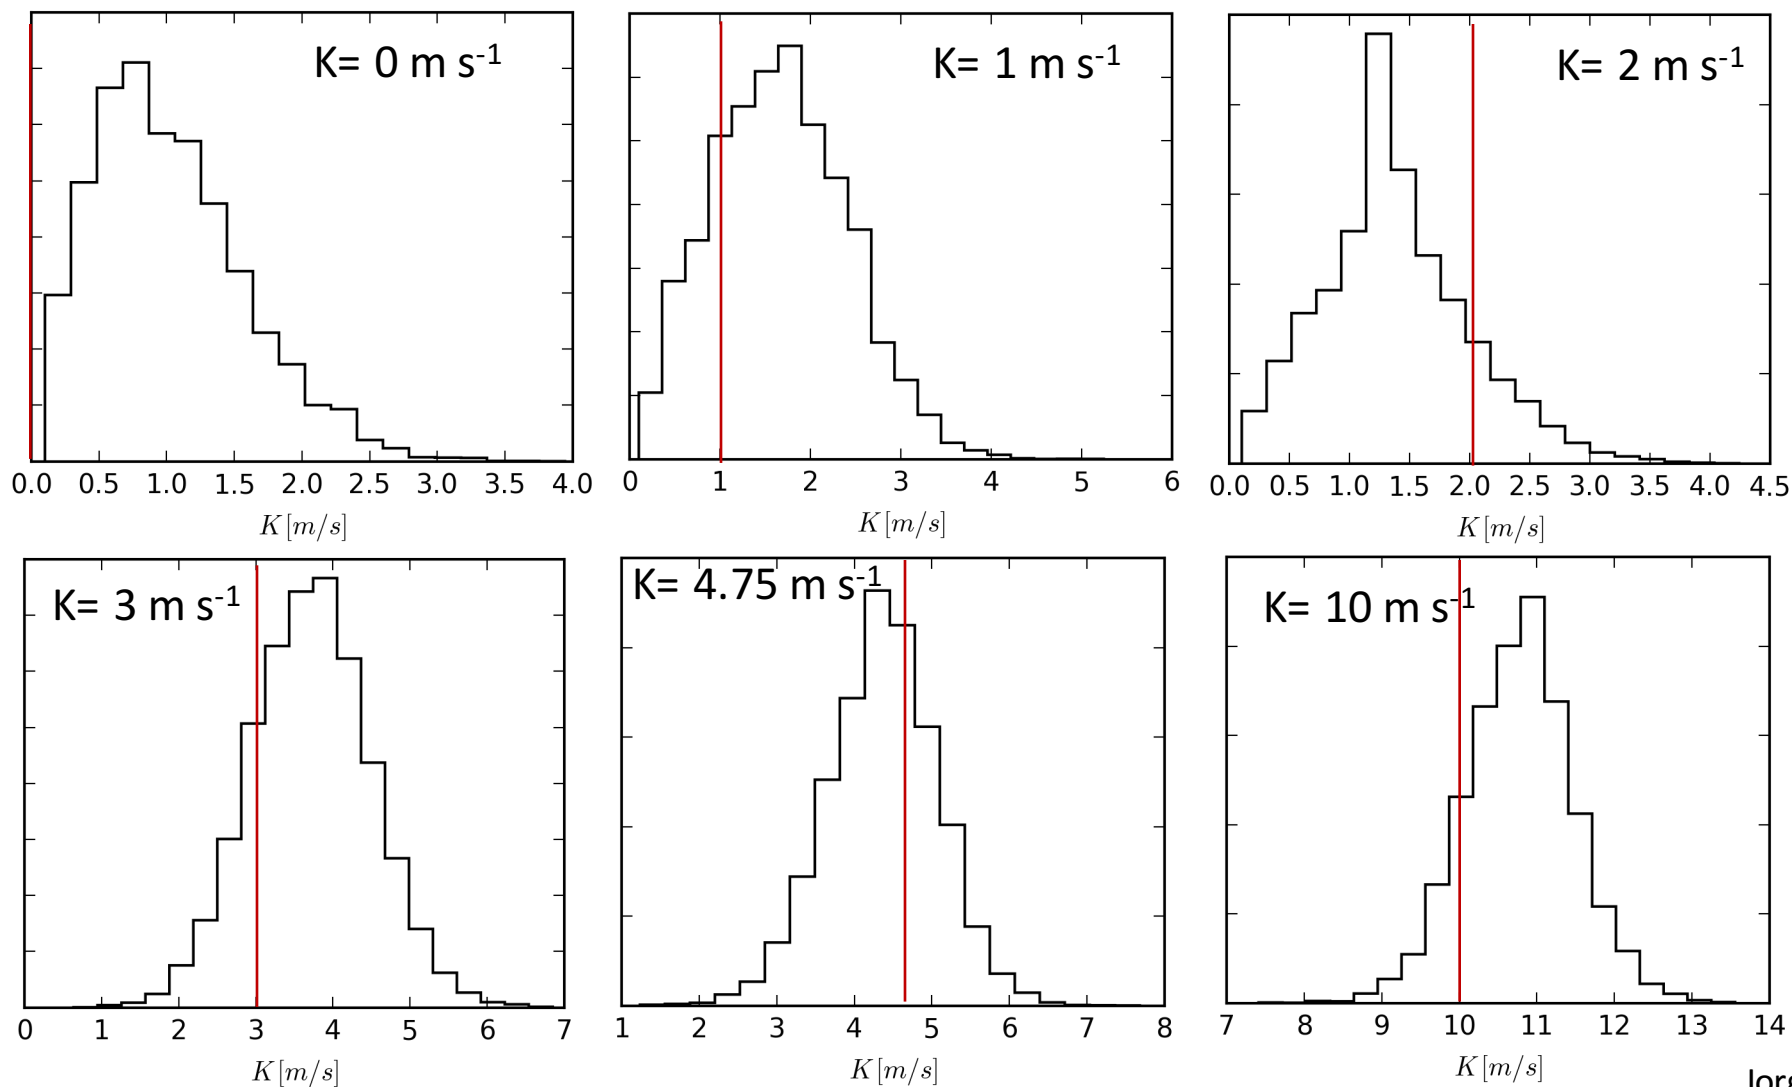 K= 0 m s-1
0.0 0.5 1.0 1.5 2.0 2.5 3.0 3.5 4.0
K [m/s]
K= 1 m s-1
0 1 2 3 4 5 6
K [m/s]
K= 2 m s-1
0.0 0.5 1.0 1.5 2.0 2.5 3.0 3.5 4.0 4.5
K [m/s]
K= 3 m s-1
0 1 2 3 4 5 6 7
K [m/s]
K= 4.75 m s-1
1 2 3 4 5 6 7 8
K [m/s]
K= 10 m s-1
7 8 9 10 11 12 13 14
K [m/s]